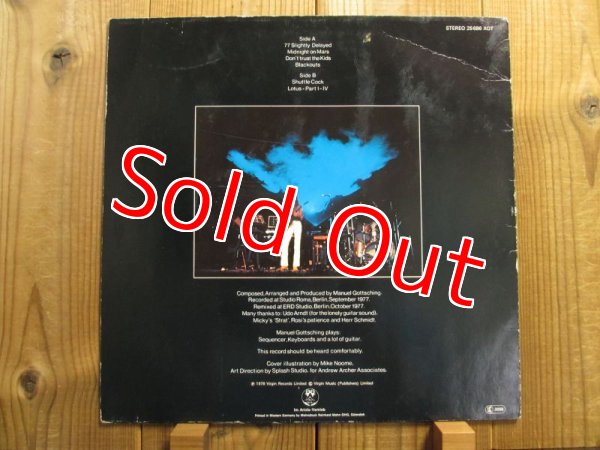 STEREO 25486 XOT
Side A
77 Slightly Delayed
Midnight on Mars
Don't trust the Kids
Blackouts
Side B
Shuttle Cock
Lotus - Part I - IV
Sold Out
Composed, Arranged and Produced by Manuel Gottsching.
Recorded at Studio Roma, Berlin, September 1977.
Remixed at ERD Studio, Berlin, October 1977.
Many thanks to: Udo Arndt (for the lonely guitar sound).
Micky's 'Strat', Rosi's patience and Herr Schmidt.
Manuel Gottsching plays:
Sequencer, Keyboards and a lot of guitar.
This record should be heard comfortably.
Cover illustration by Mike Noome.
Art Direction by Splash Studio, for Andrew Archer Associates.
℗ 1978 Virgin Records Limited © Virgin Music (Publishers) Limited
Im Ariola-Vertrieb